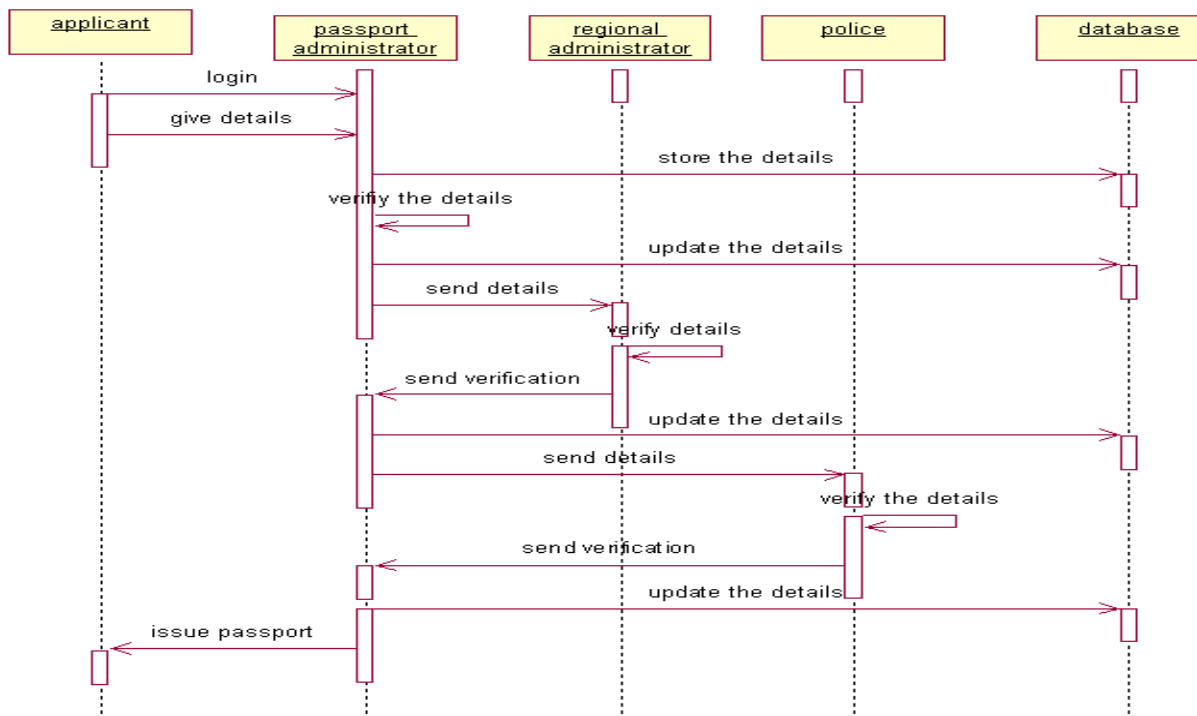 applicant
passport
administrator
regional
administrator
police
database
login
give details
store the details
verifiy the details
update the details
send details
verify details
send verification
update the details
send details
verify the details
send verification
update the details
issue passport